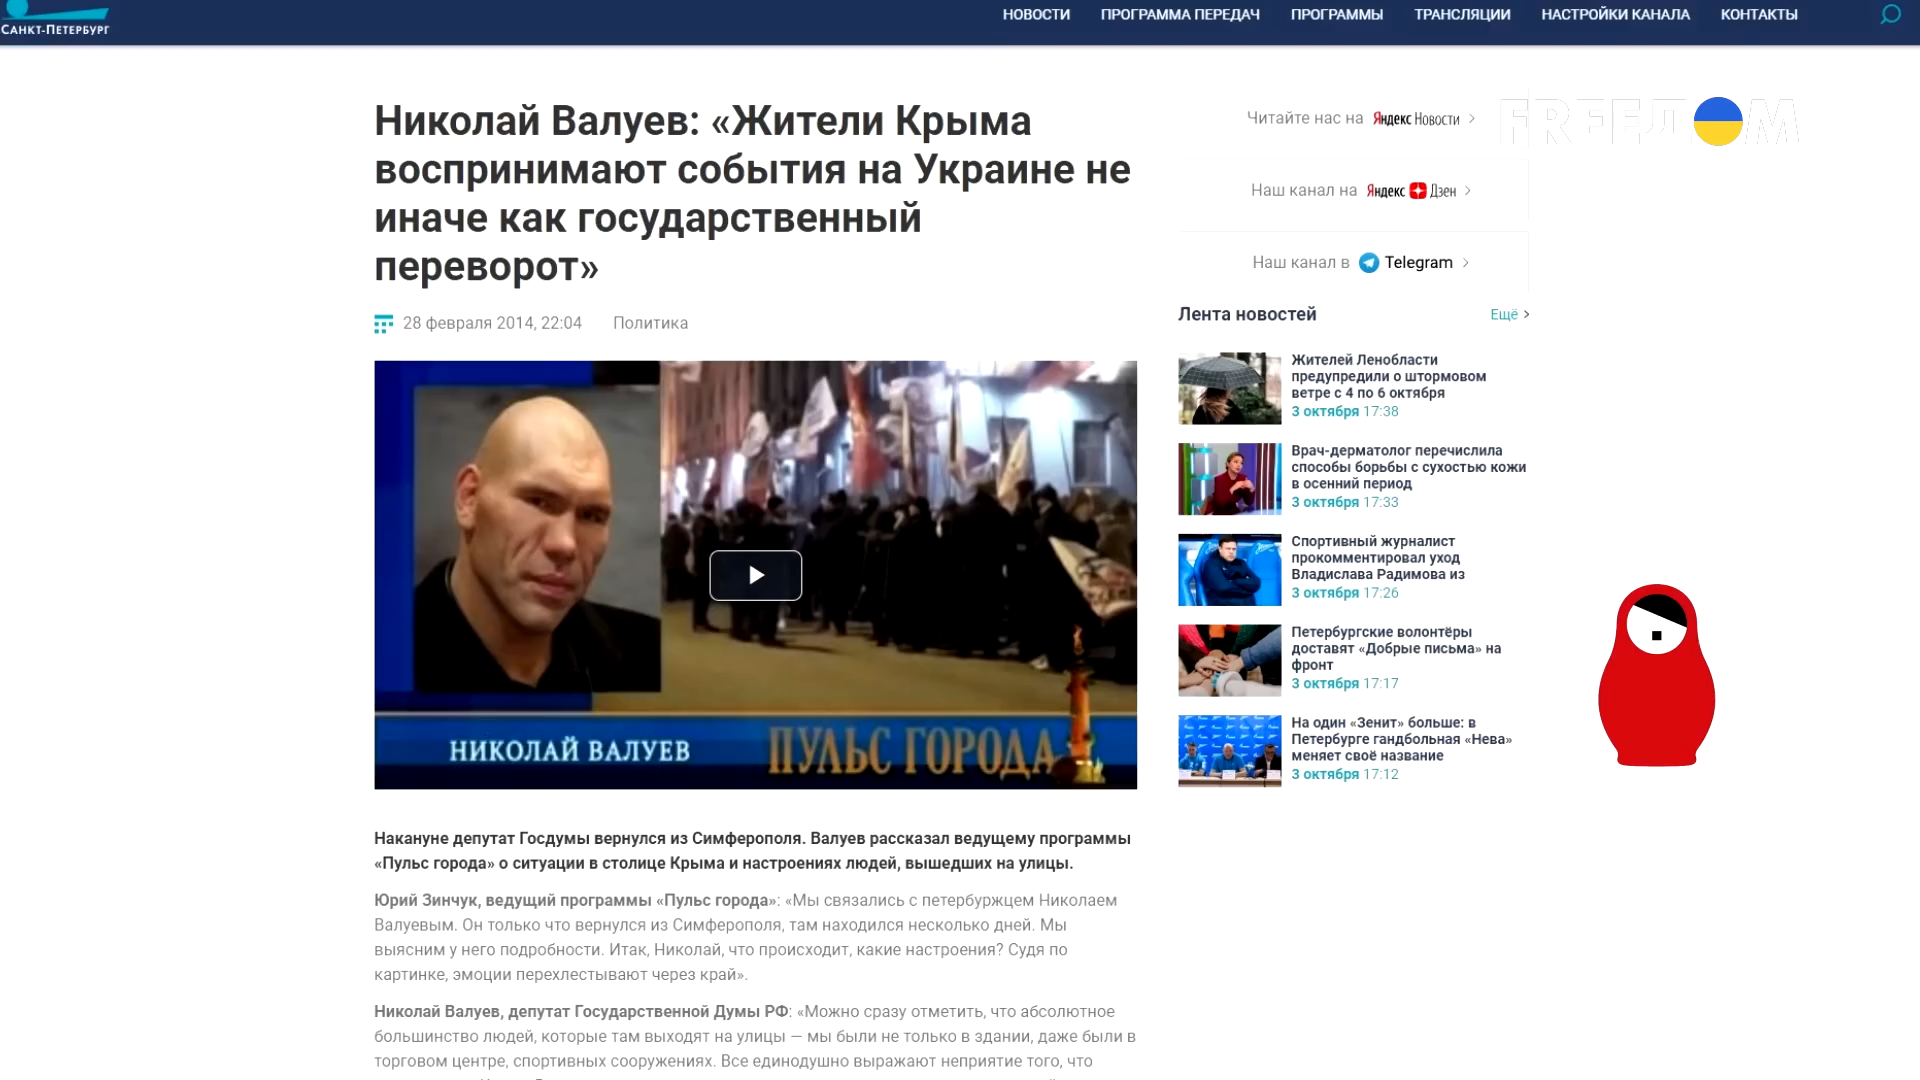 Санкт-Петербург
НОВОСТИ ПРОГРАММА ПЕРЕДАЧ ПРОГРАММЫ ТРАНСЛЯЦИИ НАСТРОЙКИ КАНАЛА КОНТАКТЫ
Николай Валуев: «Жители Крыма
воспринимают события на Украине не
иначе как государственный
переворот»
28 февраля 2014, 22:04 Политика
НИКОЛАЙ ВАЛУЕВ
ПУЛЬС ГОРОДА
Накануне депутат Госдумы вернулся из Симферополя. Валуев рассказал ведущему программы
«Пульс города» о ситуации в столице Крыма и настроениях людей, вышедших на улицы.
Юрий Зинчук, ведущий программы «Пульс города»: «Мы связались с петербуржцем Николаем
Валуевым. Он только что вернулся из Симферополя, там находился несколько дней. Мы
выясним у него подробности. Итак, Николай, что происходит, какие настроения? Судя по
картинке, эмоции перехлестывают через край».
Николай Валуев, депутат Государственной Думы РФ: «Можно сразу отметить, что абсолютное
большинство людей, которые там выходят на улицы — мы были не только в здании, даже были в
торговом центре, спортивных сооружениях. Все единодушно выражают неприятие того, что
Читайте нас на Яндекс Новости
Наш канал на Яндекс Дзен
Наш канал в Telegram
Лента новостей Ещё
Жителей Ленобласти
предупредили о штормовом
ветре с 4 по 6 октября
3 октября 17:38
Врач-дерматолог перечислила
способы борьбы с сухостью кожи
в осенний период
3 октября 17:33
Спортивный журналист
прокомментировал уход
Владислава Радимова из
3 октября 17:26
Петербургские волонтёры
доставят «Добрые письма» на
фронт
3 октября 17:17
На один «Зенит» больше: в
Петербурге гандбольная «Нева»
меняет своё название
3 октября 17:12
FREEДOM